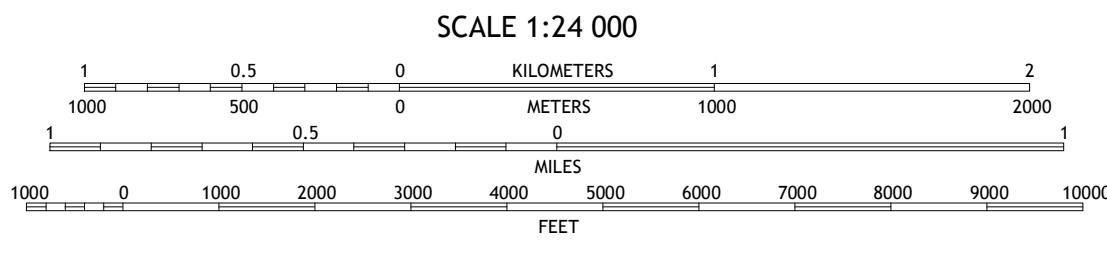 SCALE 1:24 000
1 0.5 0 KILOMETERS 1 2
1000 500 0 METERS 1000 2000
1 0.5 0 1
MILES
1000 0 1000 2000 3000 4000 5000 6000 7000 8000 9000 10000
FEET